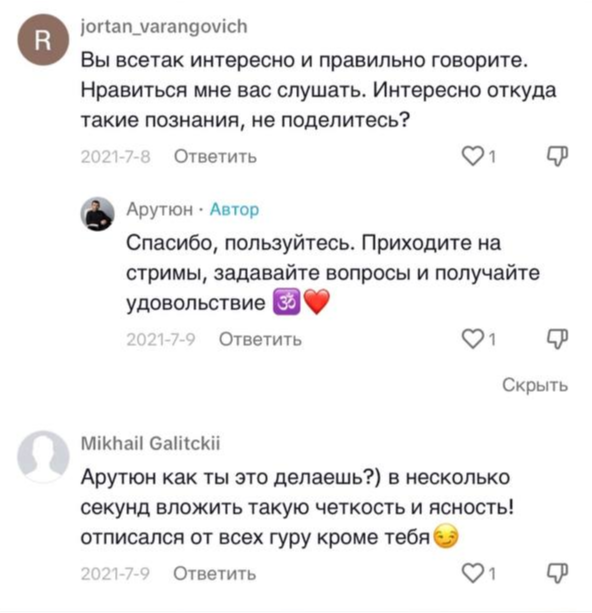 R
jortan_varangovich
Вы всетак интересно и правильно говорите.
Нравиться мне вас слушать. Интересно откуда
такие познания, не поделитесь?
2021-7-8 Ответить 1
Арутюн · Автор
Спасибо, пользуйтесь. Приходите на
стримы, задавайте вопросы и получайте
удовольствие 🕉️❤️
2021-7-9 Ответить 1
Скрыть
Mikhail Galitckii
Арутюн как ты это делаешь?) в несколько
секунд вложить такую четкость и ясность!
отписался от всех гуру кроме тебя😏
2021-7-9 Ответить 1